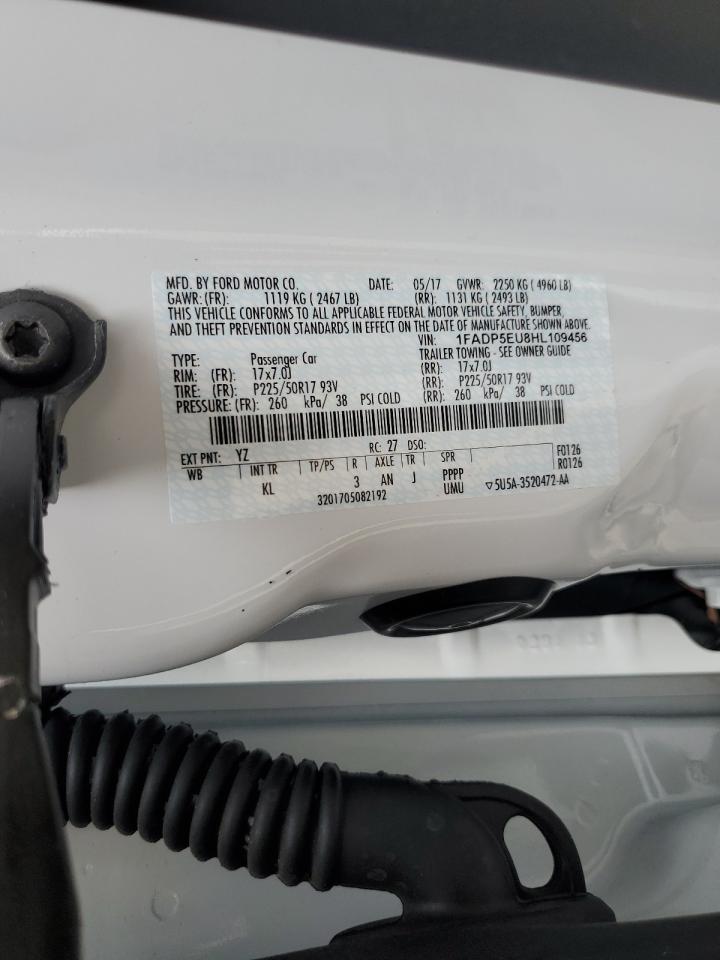 MFD. BY FORD MOTOR CO. DATE: 05/17 GVWR: 2250 KG ( 4960 LB)
GAWR: (FR): 1119 KG ( 2467 LB) (RR): 1131 KG ( 2493 LB)
THIS VEHICLE CONFORMS TO ALL APPLICABLE FEDERAL MOTOR VEHICLE SAFETY, BUMPER,
AND THEFT PREVENTION STANDARDS IN EFFECT ON THE DATE OF MANUFACTURE SHOWN ABOVE.
VIN: 1FADP5EU8HL109456
TYPE: Passenger Car TRAILER TOWING - SEE OWNER GUIDE
RIM: (FR): 17x7.0J (RR): 17x7.0J
TIRE: (FR): P225/50R17 93V (RR): P225/50R17 93V
PRESSURE: (FR): 260 kPa/ 38 PSI COLD (RR): 260 kPa/ 38 PSI COLD
EXT PNT: YZ RC: 27 DSO: F0126
WB INT TR TP/PS R AXLE TR SPR R0126
KL 3 AN J PPPP
3201705082192 UMU ▽5U5A-3520472-AA